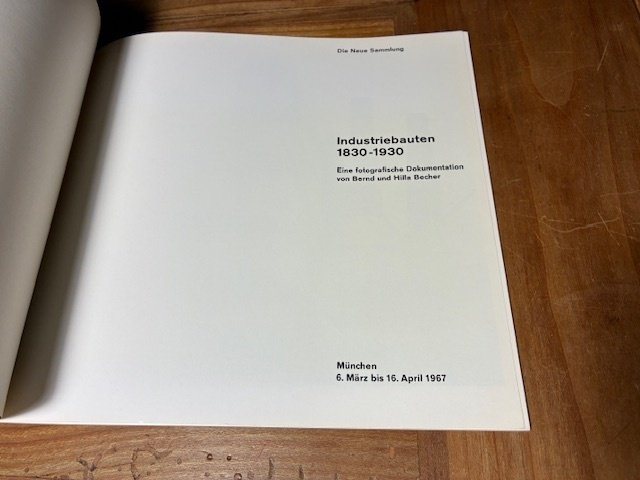 Die Neue Sammlung
Industriebauten
1830-1930
Eine fotografische Dokumentation
von Bernd und Hilla Becher
München
6. März bis 16. April 1967